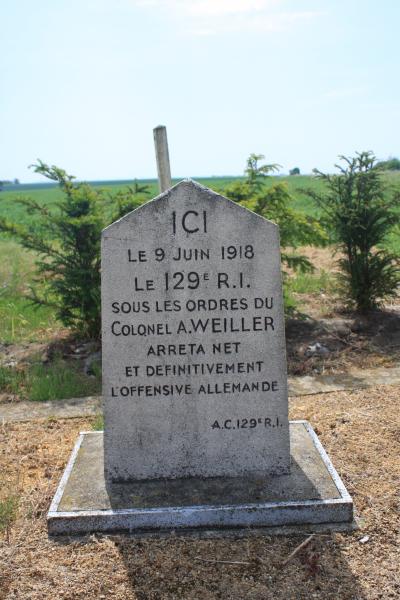 ICI
LE 9 JUIN 1918
LE 129E R.I.
SOUS LES ORDRES DU
COLONEL A.WEILLER
ARRETA NET
ET DEFINITIVEMENT
L'OFFENSIVE ALLEMANDE
A.C.129E R.I.